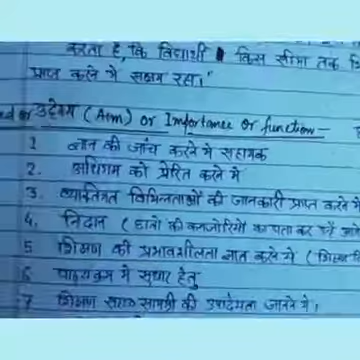 करता है, कि विद्यार्थी किस सीमा तक
प्राप्त करने में सक्षम रहा।"
उद्देश्य (Aim) or Importance or function -
1 ज्ञान की जांच करने में सहायक
2. अधिगम को प्रेरित करने में
3. व्यक्तिगत विभिन्नताओं की जानकारी प्राप्त करने में
4. निदान (छात्रों की कमजोरियों का पता कर
5 शिक्षण की प्रभावशीलता ज्ञात करने में (
6 पाठ्यक्रम में सुधार हेतु
7 शिक्षण सहायक सामग्री की उपादेयता जानने में।